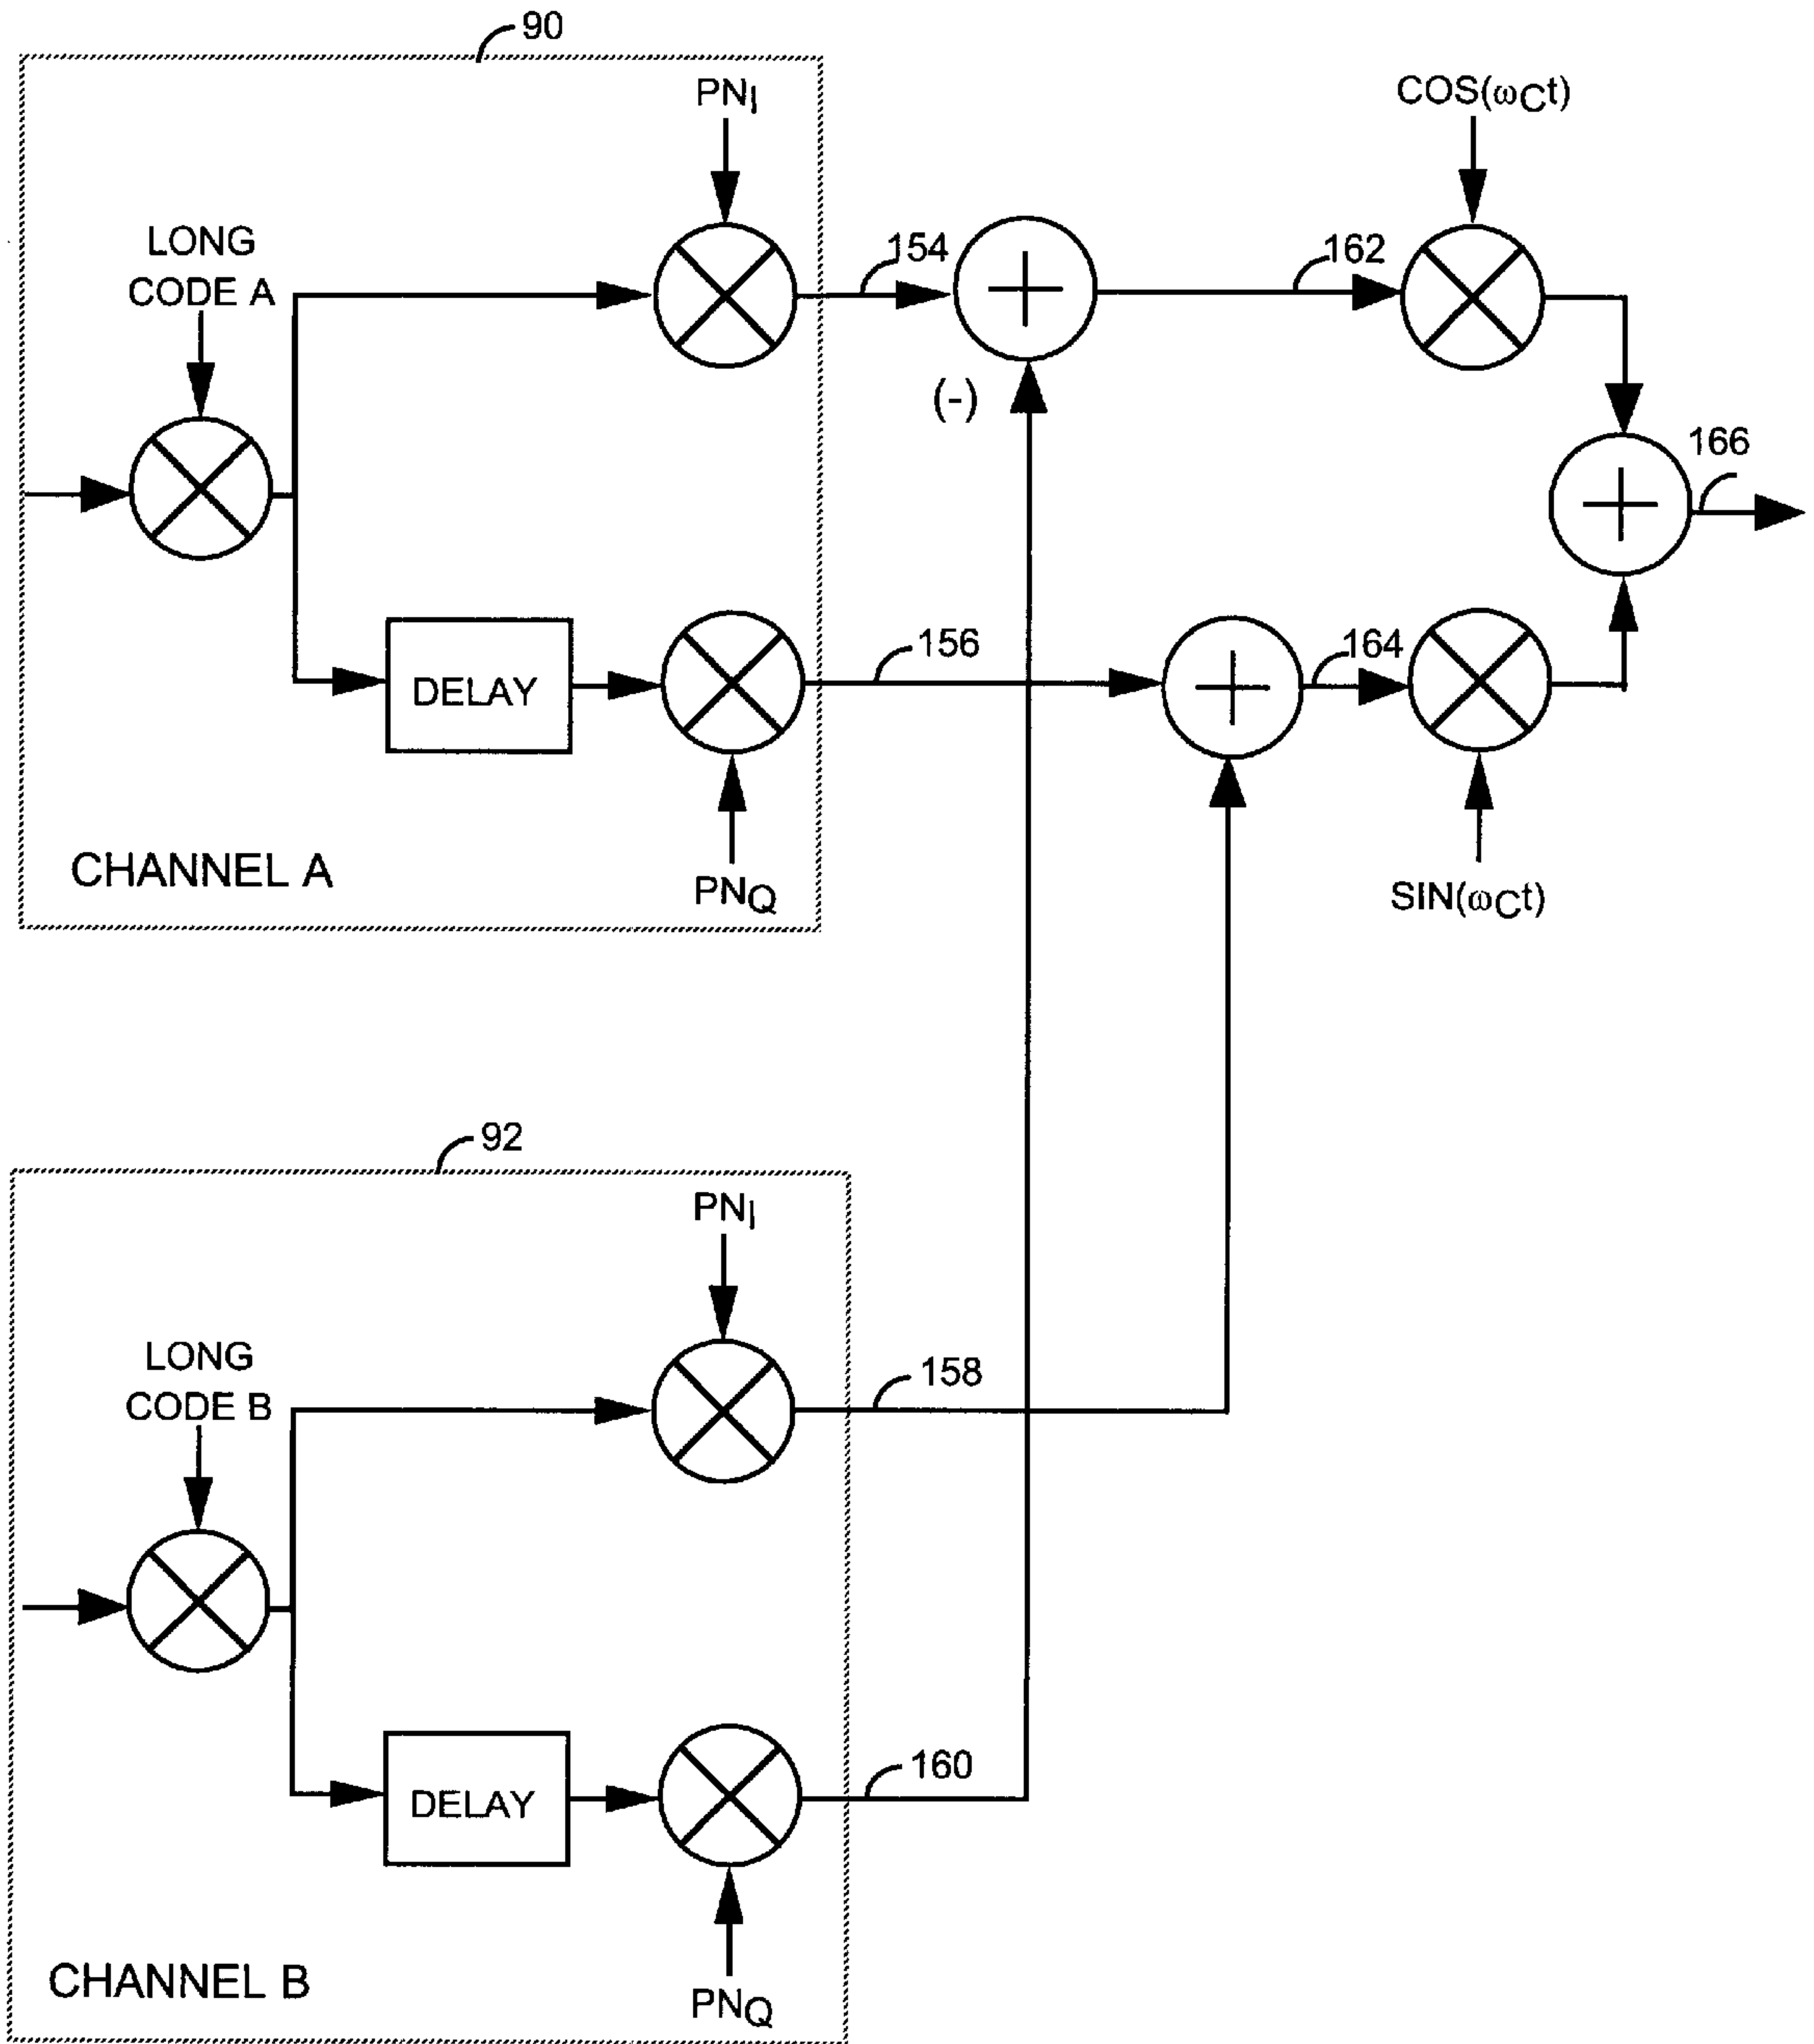 90
PNI
COS(ωCt)
LONG
CODE A
154
162
(-)
166
156
164
DELAY
CHANNEL A
PNQ
SIN(ωCt)
92
PNI
LONG
CODE B
158
160
DELAY
CHANNEL B
PNQ